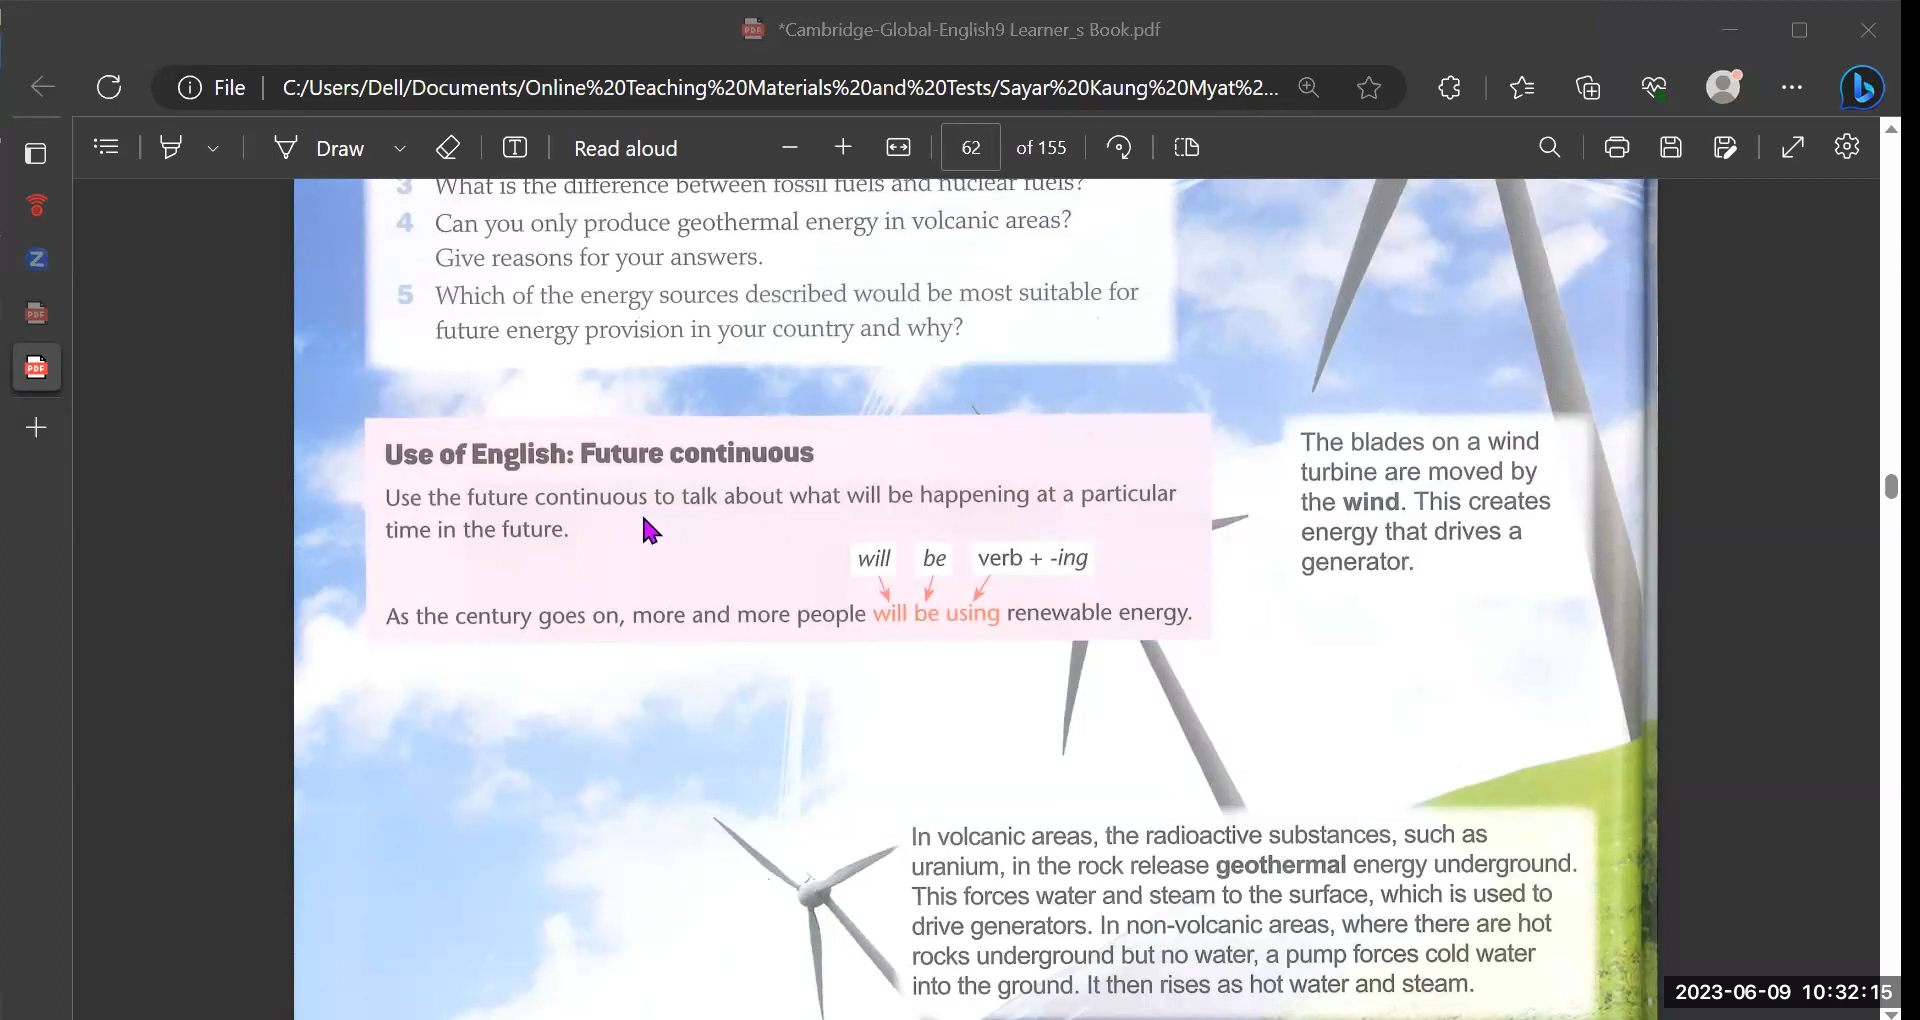 *Cambridge-Global-English9 Learner_s Book.pdf
File
C:/Users/Dell/Documents/Online%20Teaching%20Materials%20and%20Tests/Sayar%20Kaung%20Myat%2...
Draw
Read aloud
62 of 155
3 What is the difference between fossil fuels and nuclear fuels?
4 Can you only produce geothermal energy in volcanic areas?
Give reasons for your answers.
5 Which of the energy sources described would be most suitable for
future energy provision in your country and why?
Use of English: Future continuous
Use the future continuous to talk about what will be happening at a particular
time in the future.
will be verb + -ing
As the century goes on, more and more people will be using renewable energy.
The blades on a wind
turbine are moved by
the wind. This creates
energy that drives a
generator.
In volcanic areas, the radioactive substances, such as
uranium, in the rock release geothermal energy underground.
This forces water and steam to the surface, which is used to
drive generators. In non-volcanic areas, where there are hot
rocks underground but no water, a pump forces cold water
into the ground. It then rises as hot water and steam.
2023-06-09 10:32:15